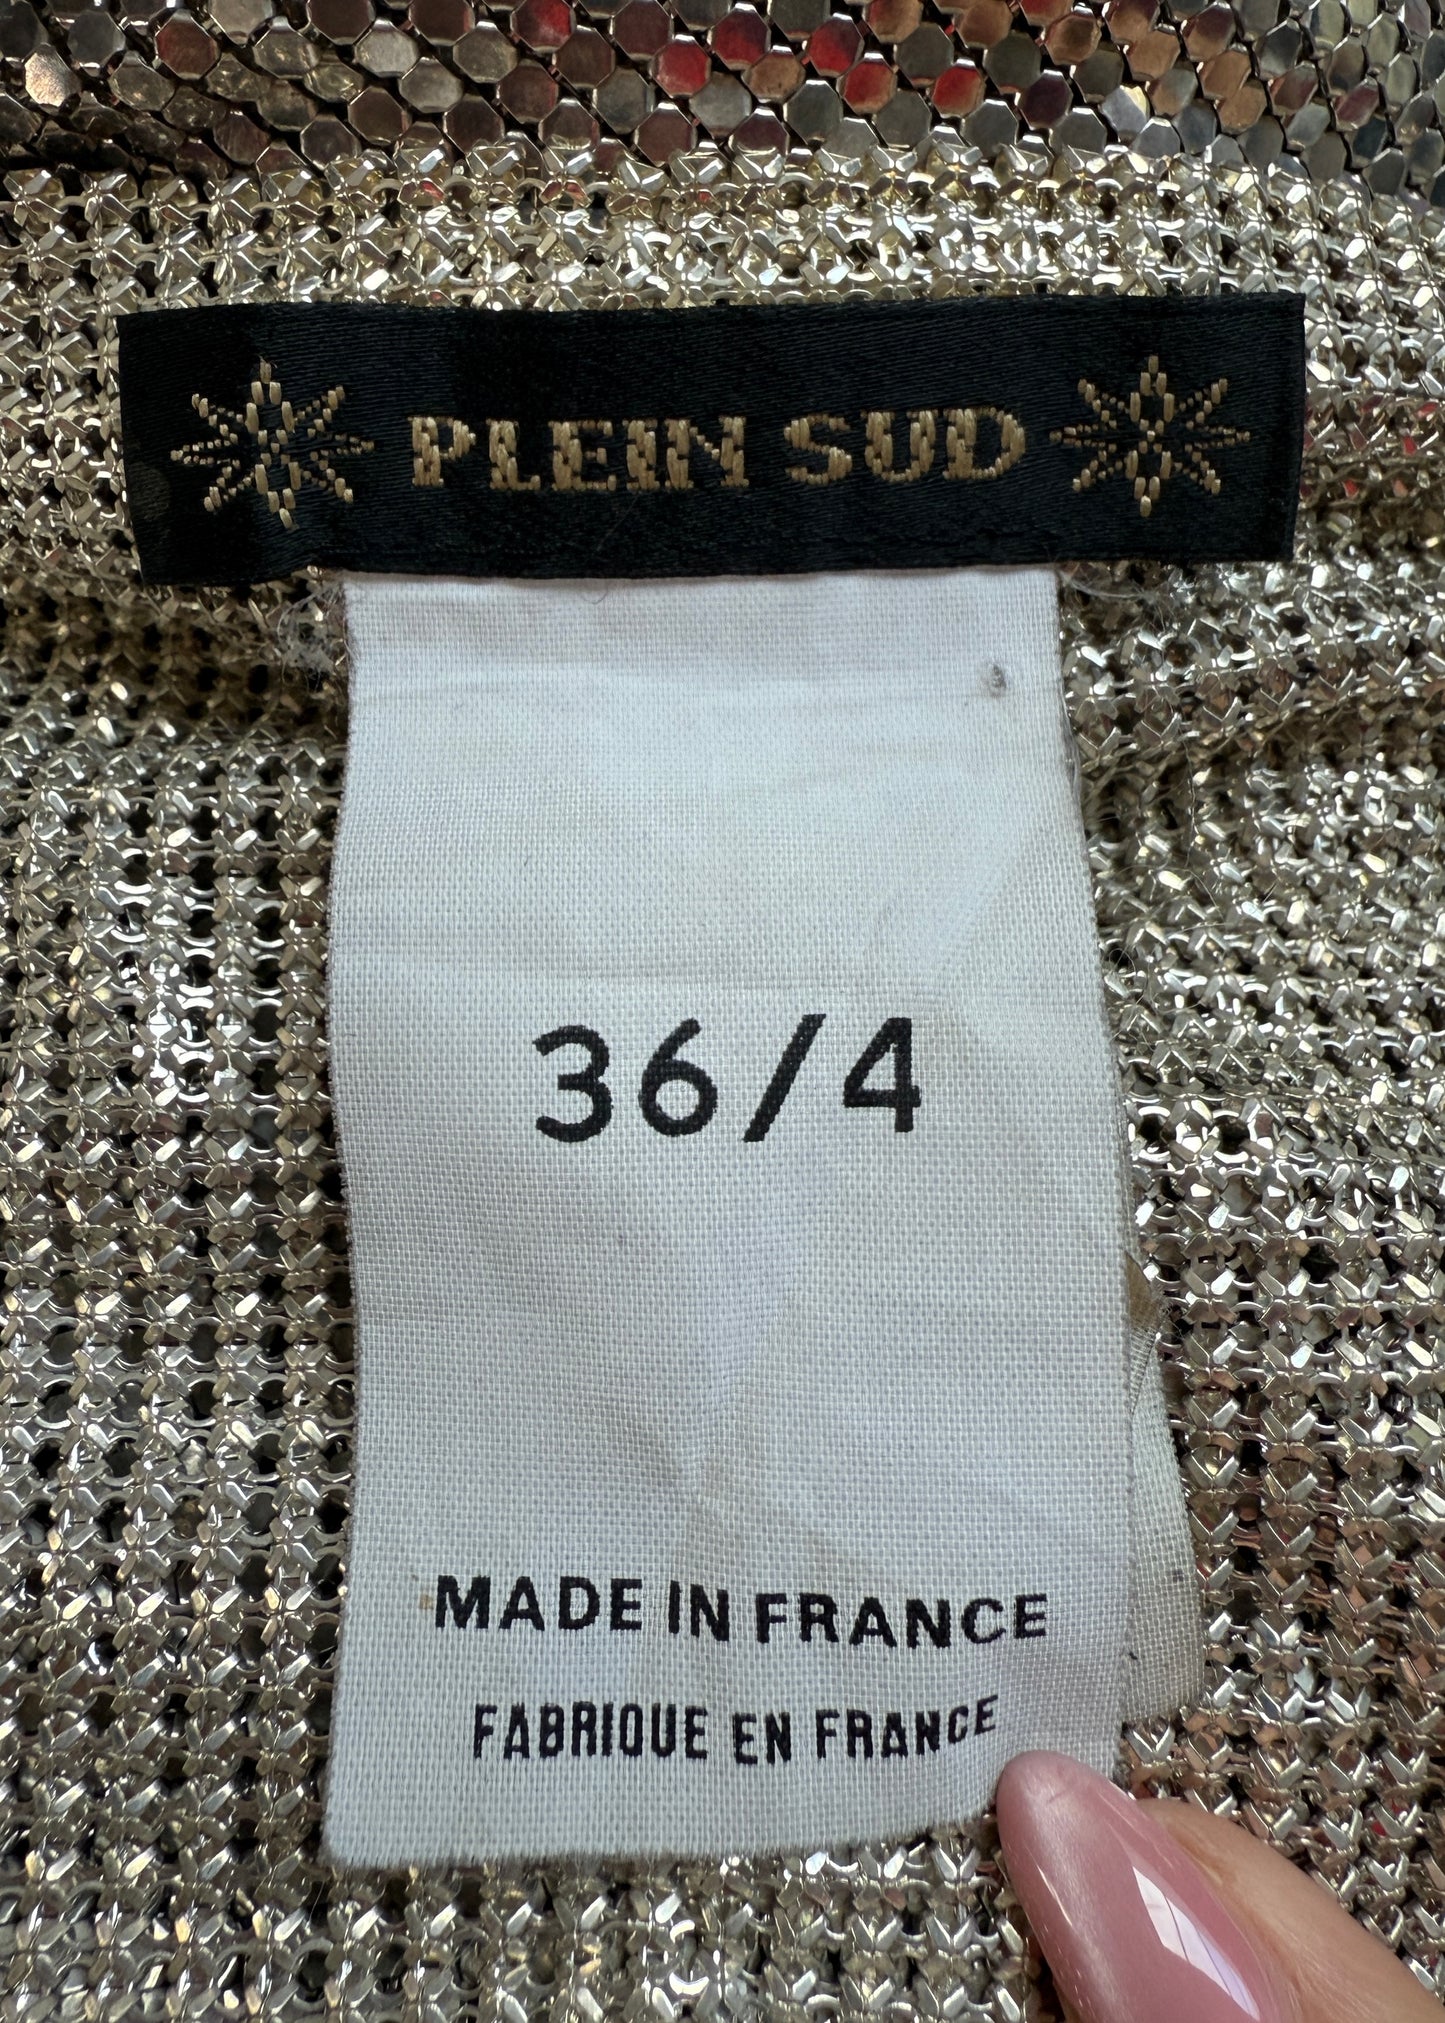 PLEIN SUD
36/4
MADE IN FRANCE
FABRIQUE EN FRANCE